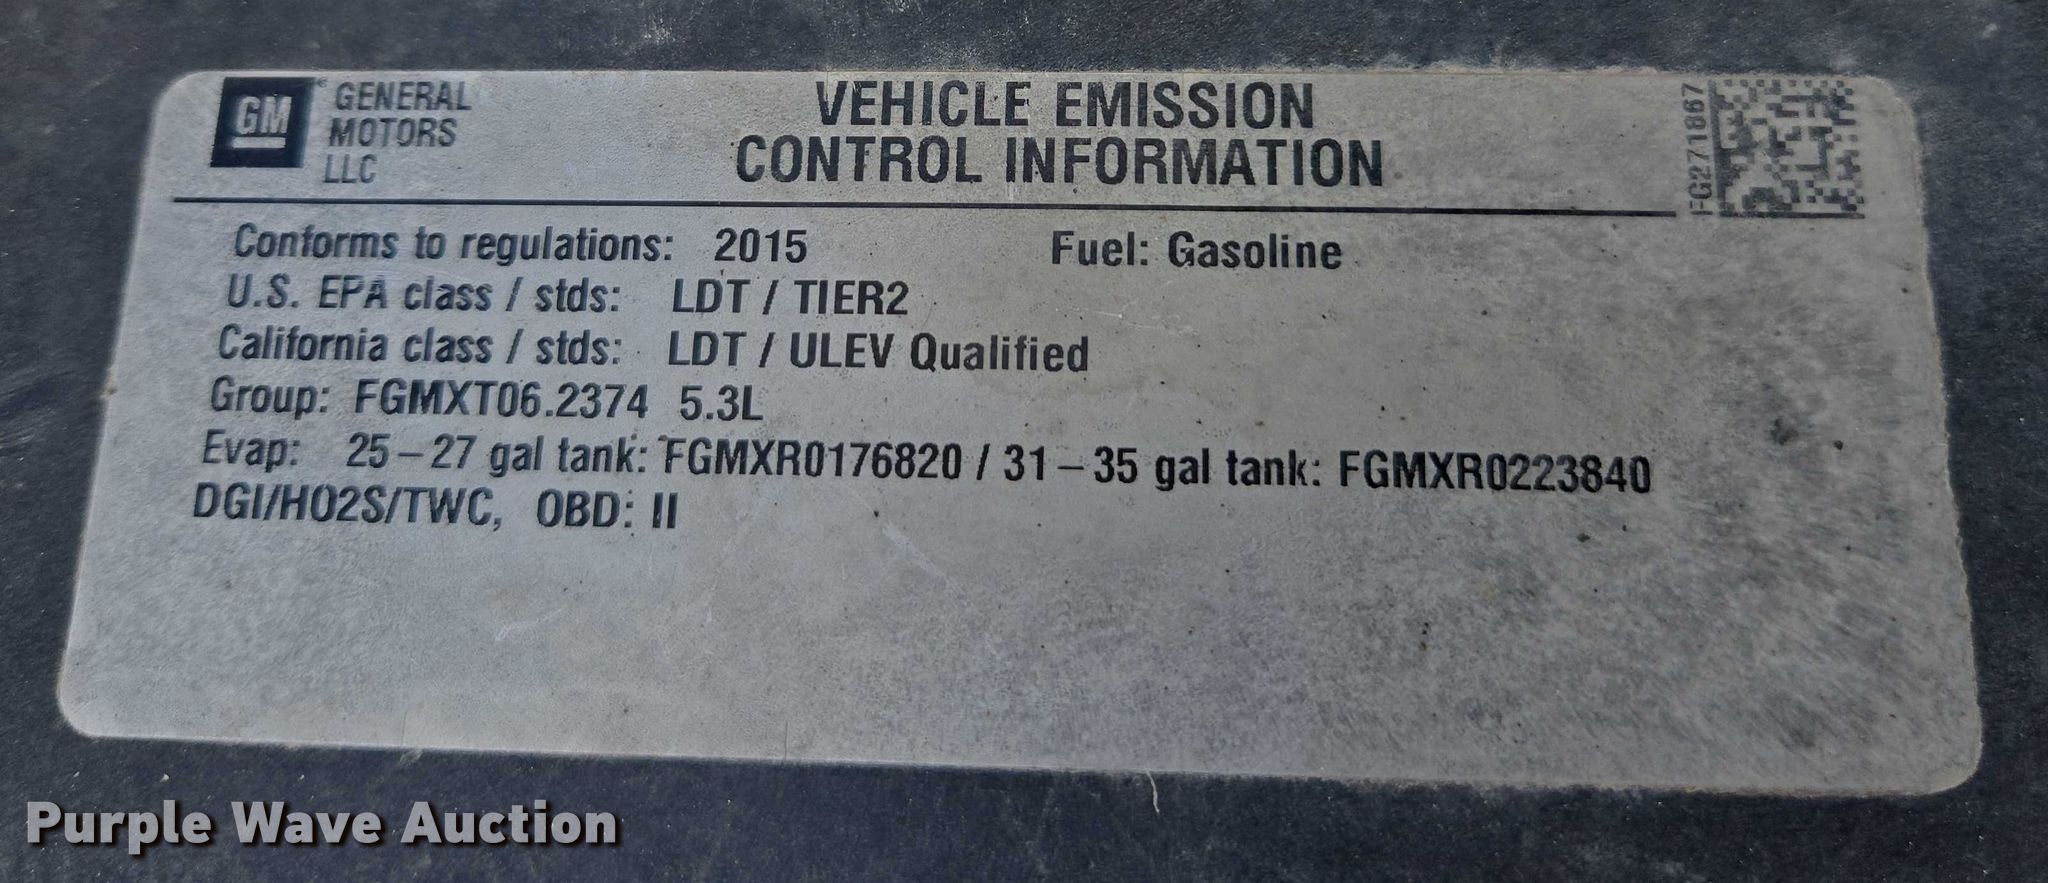 GM GENERAL
MOTORS
LLC
VEHICLE EMISSION
CONTROL INFORMATION
FG271867
Conforms to regulations: 2015 Fuel: Gasoline
U.S. EPA class / stds: LDT / TIER2
California class / stds: LDT / ULEV Qualified
Group: FGMXT06.2374 5.3L
Evap: 25–27 gal tank: FGMXR0176820 / 31–35 gal tank: FGMXR0223840
DGI/HO2S/TWC, OBD: II
Purple Wave Auction